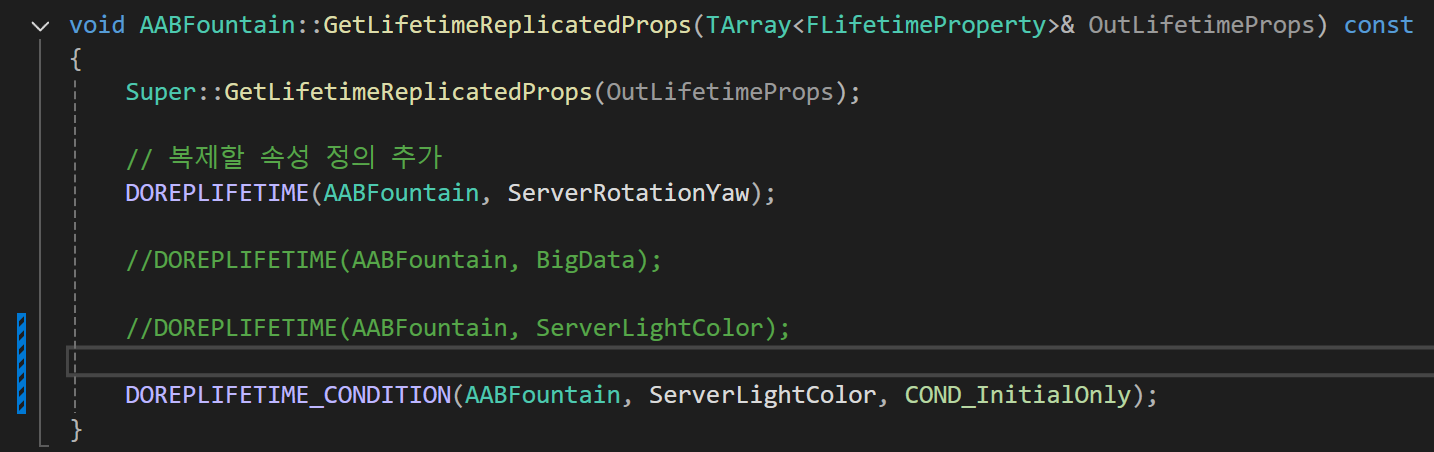 void AABFountain::GetLifetimeReplicatedProps(TArray<FLifetimeProperty>& OutLifetimeProps) const
{
Super::GetLifetimeReplicatedProps(OutLifetimeProps);
// 복제할 속성 정의 추가
DOREPLIFETIME(AABFountain, ServerRotationYaw);
//DOREPLIFETIME(AABFountain, BigData);
//DOREPLIFETIME(AABFountain, ServerLightColor);
DOREPLIFETIME_CONDITION(AABFountain, ServerLightColor, COND_InitialOnly);
}